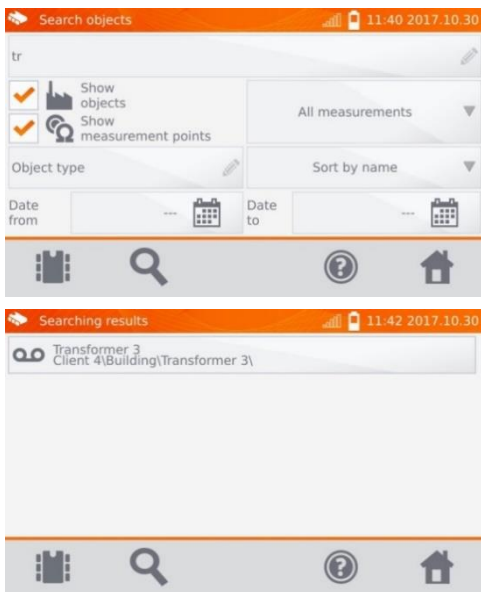 Search objects 11:40 2017.10.30
tr
Show
objects
All measurements
Show
measurement points
Object type Sort by name
Date
from
---
Date
to
---
?
Searching results 11:42 2017.10.30
Transformer 3
Client 4\Building\Transformer 3\
?